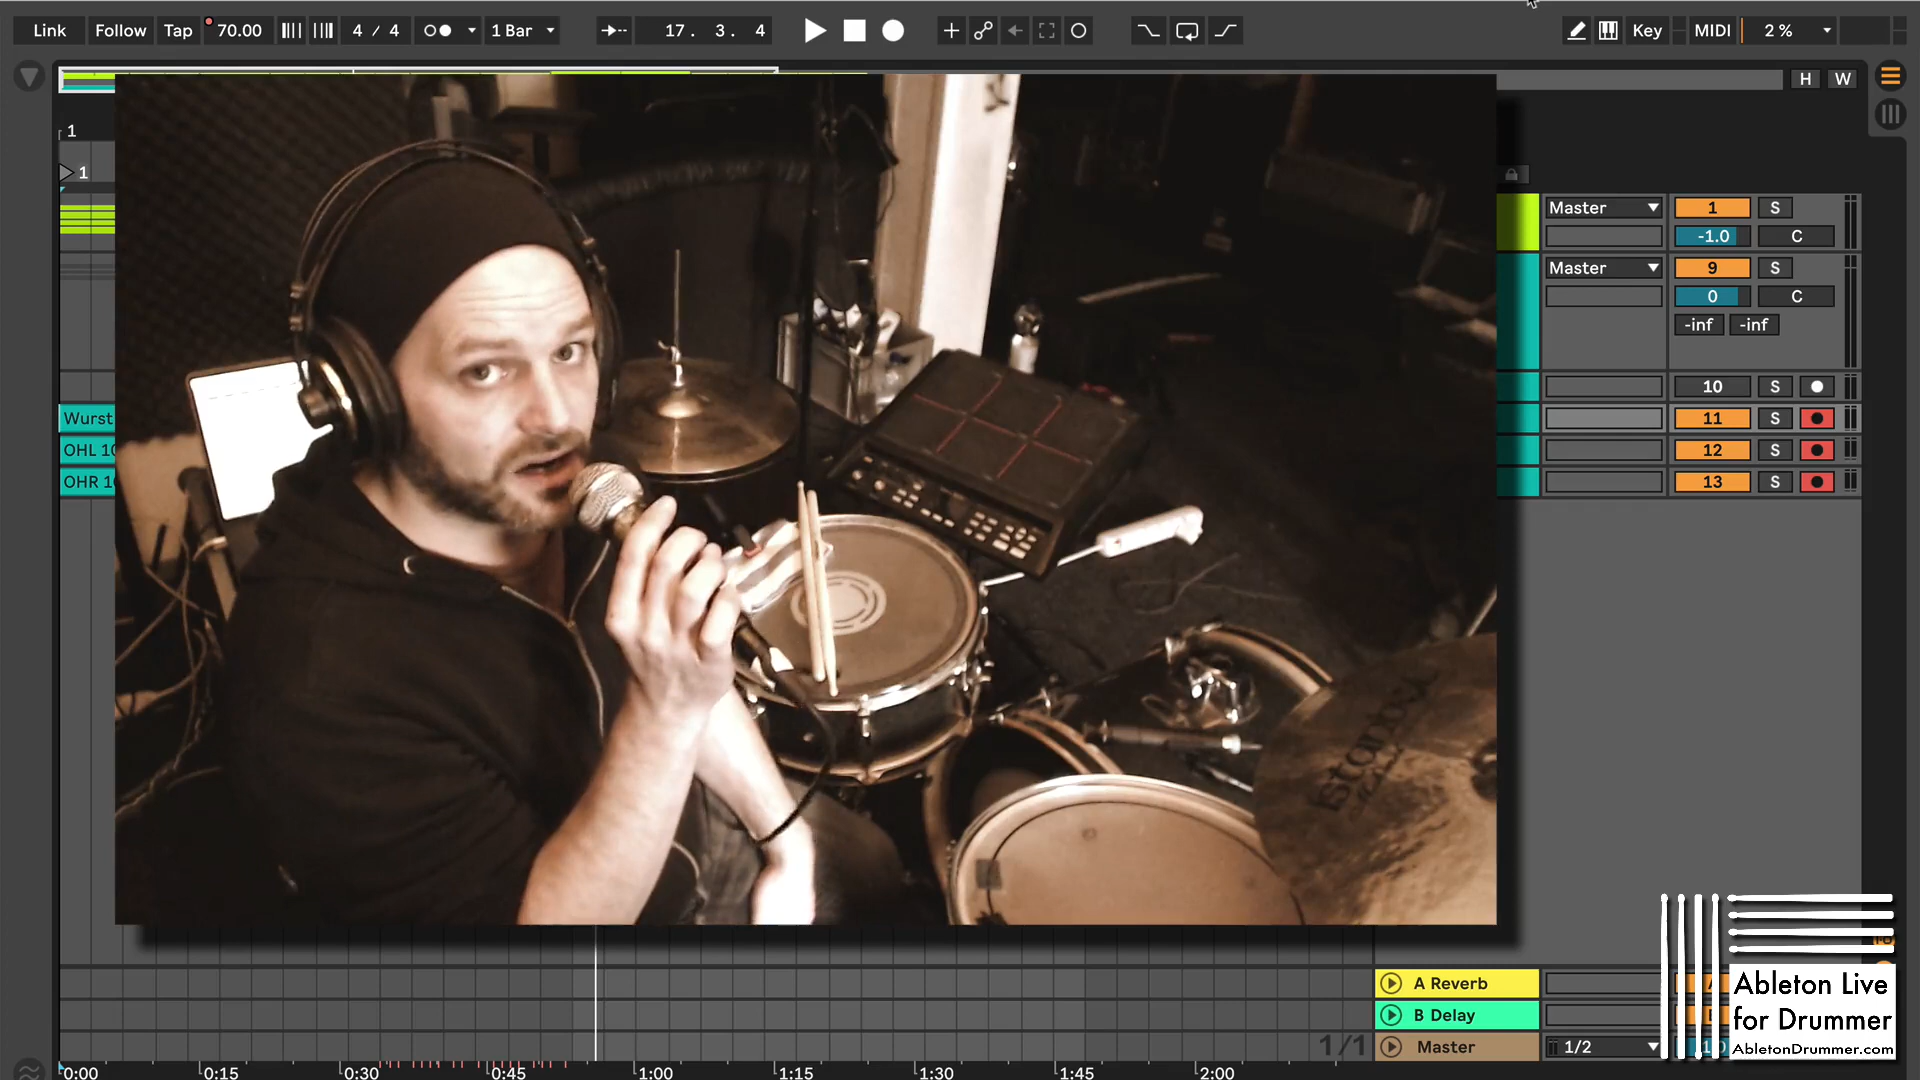 Link Follow Tap 70.00 4 / 4 1 Bar 17. 3. 4 Key MIDI 2 %
H W
1
1
Master 1 S
-1.0 C
Master 9 S
0 C
-inf -inf
10 S
Wurst 11 S
OHL 10 12 S
OHR 10 13 S
istanbul
A Reverb
B Delay
1/1 Master 1/2
Ableton Live
for Drummer
AbletonDrummer.com
0:00 0:15 0:30 0:45 1:00 1:15 1:30 1:45 2:00